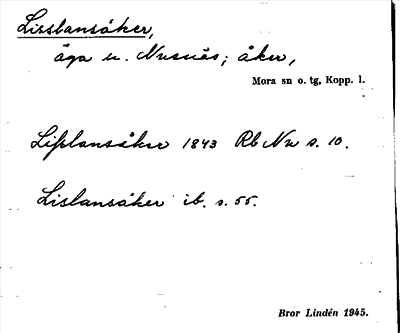 Lisslansåker,
äga u. Nusnäs; åker,
Mora sn o. tg, Kopp. l.
Lisslansåker 1843 Rb Nu s. 10.
Lislansåker ib. s. 55.
Bror Lindén 1945.